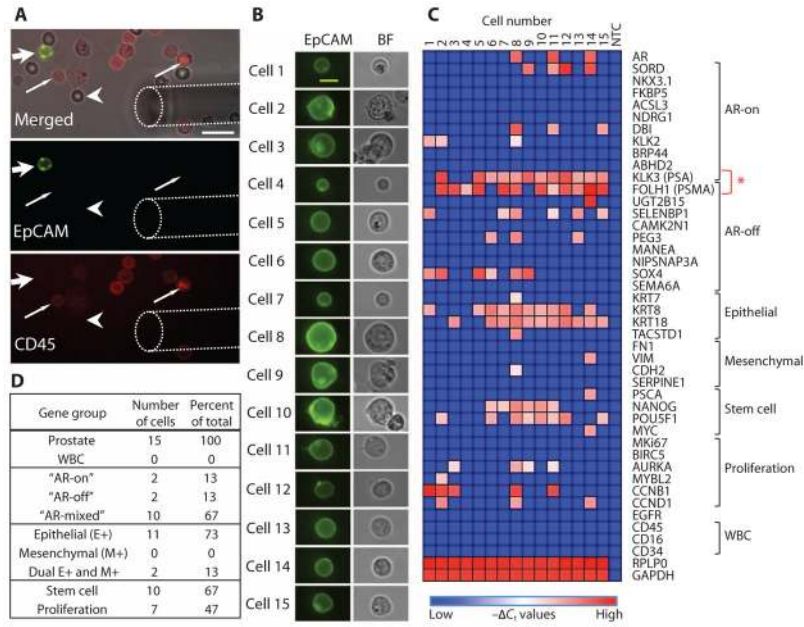 A
Merged
EpCAM
CD45
B
EpCAM BF
Cell 1
Cell 2
Cell 3
Cell 4
Cell 5
Cell 6
Cell 7
Cell 8
Cell 9
Cell 10
Cell 11
Cell 12
Cell 13
Cell 14
Cell 15
C
Cell number
1 2 3 4 5 6 7 8 9 10 11 12 13 14 15 NTC
AR
SORD
NKX3.1
FKBP5
ACSL3
NDRG1
DBI
KLK2
BRP44
ABHD2
KLK3 (PSA)
FOLH1 (PSMA)
UGT2B15
SELENBP1
CAMK2N1
PEG3
MANEA
NIPSNAP3A
SOX4
SEMA6A
KRT7
KRT8
KRT18
TACSTD1
FN1
VIM
CDH2
SERPINE1
PSCA
NANOG
POU5F1
MYC
MKi67
BIRC5
AURKA
MYBL2
CCNB1
CCND1
EGFR
CD45
CD16
CD34
RPLP0
GAPDH
AR-on
*
AR-off
Epithelial
Mesenchymal
Stem cell
Proliferation
WBC
Low –ΔCt values High
D
Gene group Number of cells Percent of total
Prostate 15 100
WBC 0 0
"AR-on" 2 13
"AR-off" 2 13
"AR-mixed" 10 67
Epithelial (E+) 11 73
Mesenchymal (M+) 0 0
Dual E+ and M+ 2 13
Stem cell 10 67
Proliferation 7 47